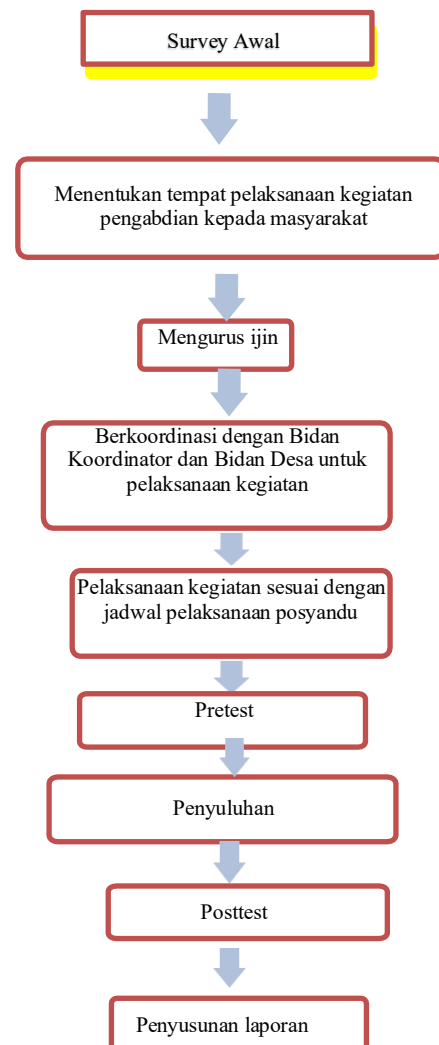 Survey Awal
Menentukan tempat pelaksanaan kegiatan
pengabdian kepada masyarakat
Mengurus ijin
Berkoordinasi dengan Bidan
Koordinator dan Bidan Desa untuk
pelaksanaan kegiatan
Pelaksanaan kegiatan sesuai dengan
jadwal pelaksanaan posyandu
Pretest
Penyuluhan
Posttest
Penyusunan laporan